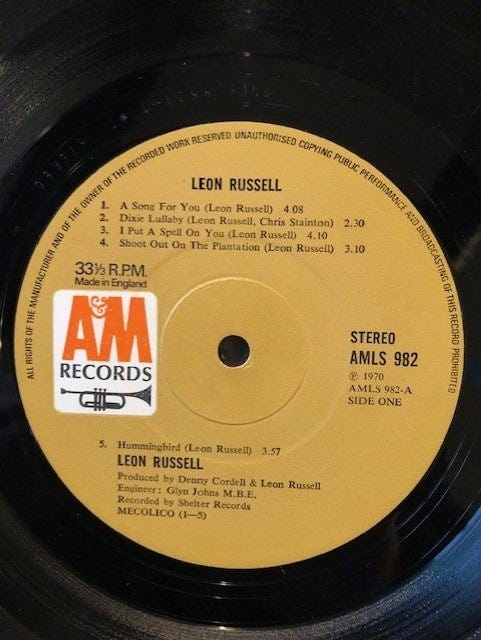 ALL RIGHTS OF THE MANUFACTURER AND OF THE OWNER OF THE RECORDED WORK RESERVED UNAUTHORISED COPYING PUBLIC PERFORMANCE AND BROADCASTING OF THIS RECORD PROHIBITED
LEON RUSSELL
1. A Song For You (Leon Russell) 4.08
2. Dixie Lullaby (Leon Russell, Chris Stainton) 2.30
3. I Put A Spell On You (Leon Russell) 4.10
4. Shoot Out On The Plantation (Leon Russell) 3.10
33⅓ R.P.M.
Made in England
A&M
RECORDS
STEREO
AMLS 982
℗ 1970
AMLS 982-A
SIDE ONE
5. Hummingbird (Leon Russell) 3.57
LEON RUSSELL
Produced by Denny Cordell & Leon Russell
Engineer: Glyn Johns M.B.E.
Recorded by Shelter Records
MECOLICO (1—5)